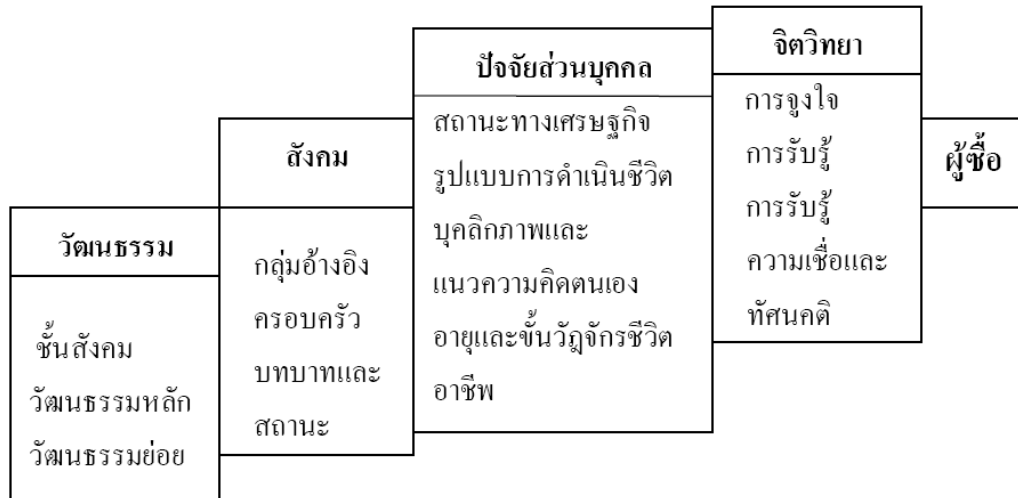 วัฒนธรรม
ชั้นสังคม
วัฒนธรรมหลัก
วัฒนธรรมย่อย
สังคม
กลุ่มอ้างอิง
ครอบครัว
บทบาทและ
สถานะ
ปัจจัยส่วนบุคคล
สถานะทางเศรษฐกิจ
รูปแบบการดำเนินชีวิต
บุคลิกภาพและ
แนวความคิดตนเอง
อายุและขั้นวัฎจักรชีวิต
อาชีพ
จิตวิทยา
การจูงใจ
การรับรู้
การรับรู้
ความเชื่อและ
ทัศนคติ
ผู้ซื้อ